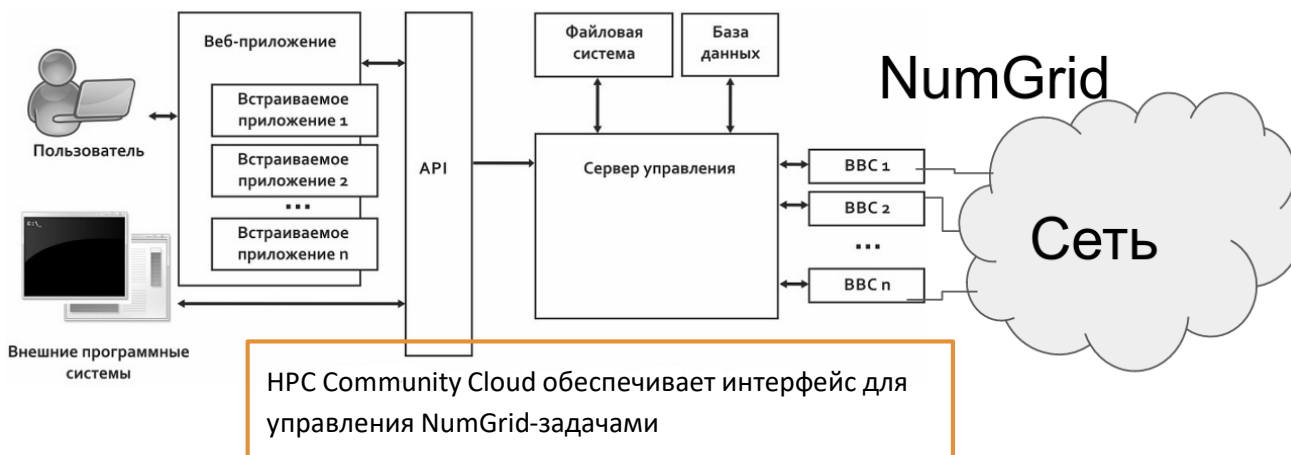 Веб-приложение
Встраиваемое
приложение 1
Встраиваемое
приложение 2
...
Встраиваемое
приложение n
Пользователь
C:\_
Внешние программные
системы
API
Файловая
система
База
данных
Сервер управления
ВВС 1
ВВС 2
...
ВВС n
NumGrid
Сеть
HPC Community Cloud обеспечивает интерфейс для
управления NumGrid-задачами